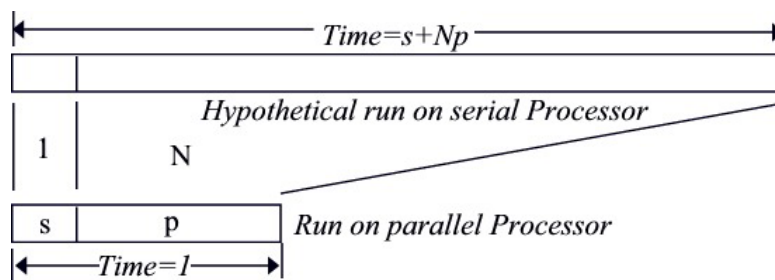 Time=s+Np
Hypothetical run on serial Processor
1 N
s p Run on parallel Processor
Time=1